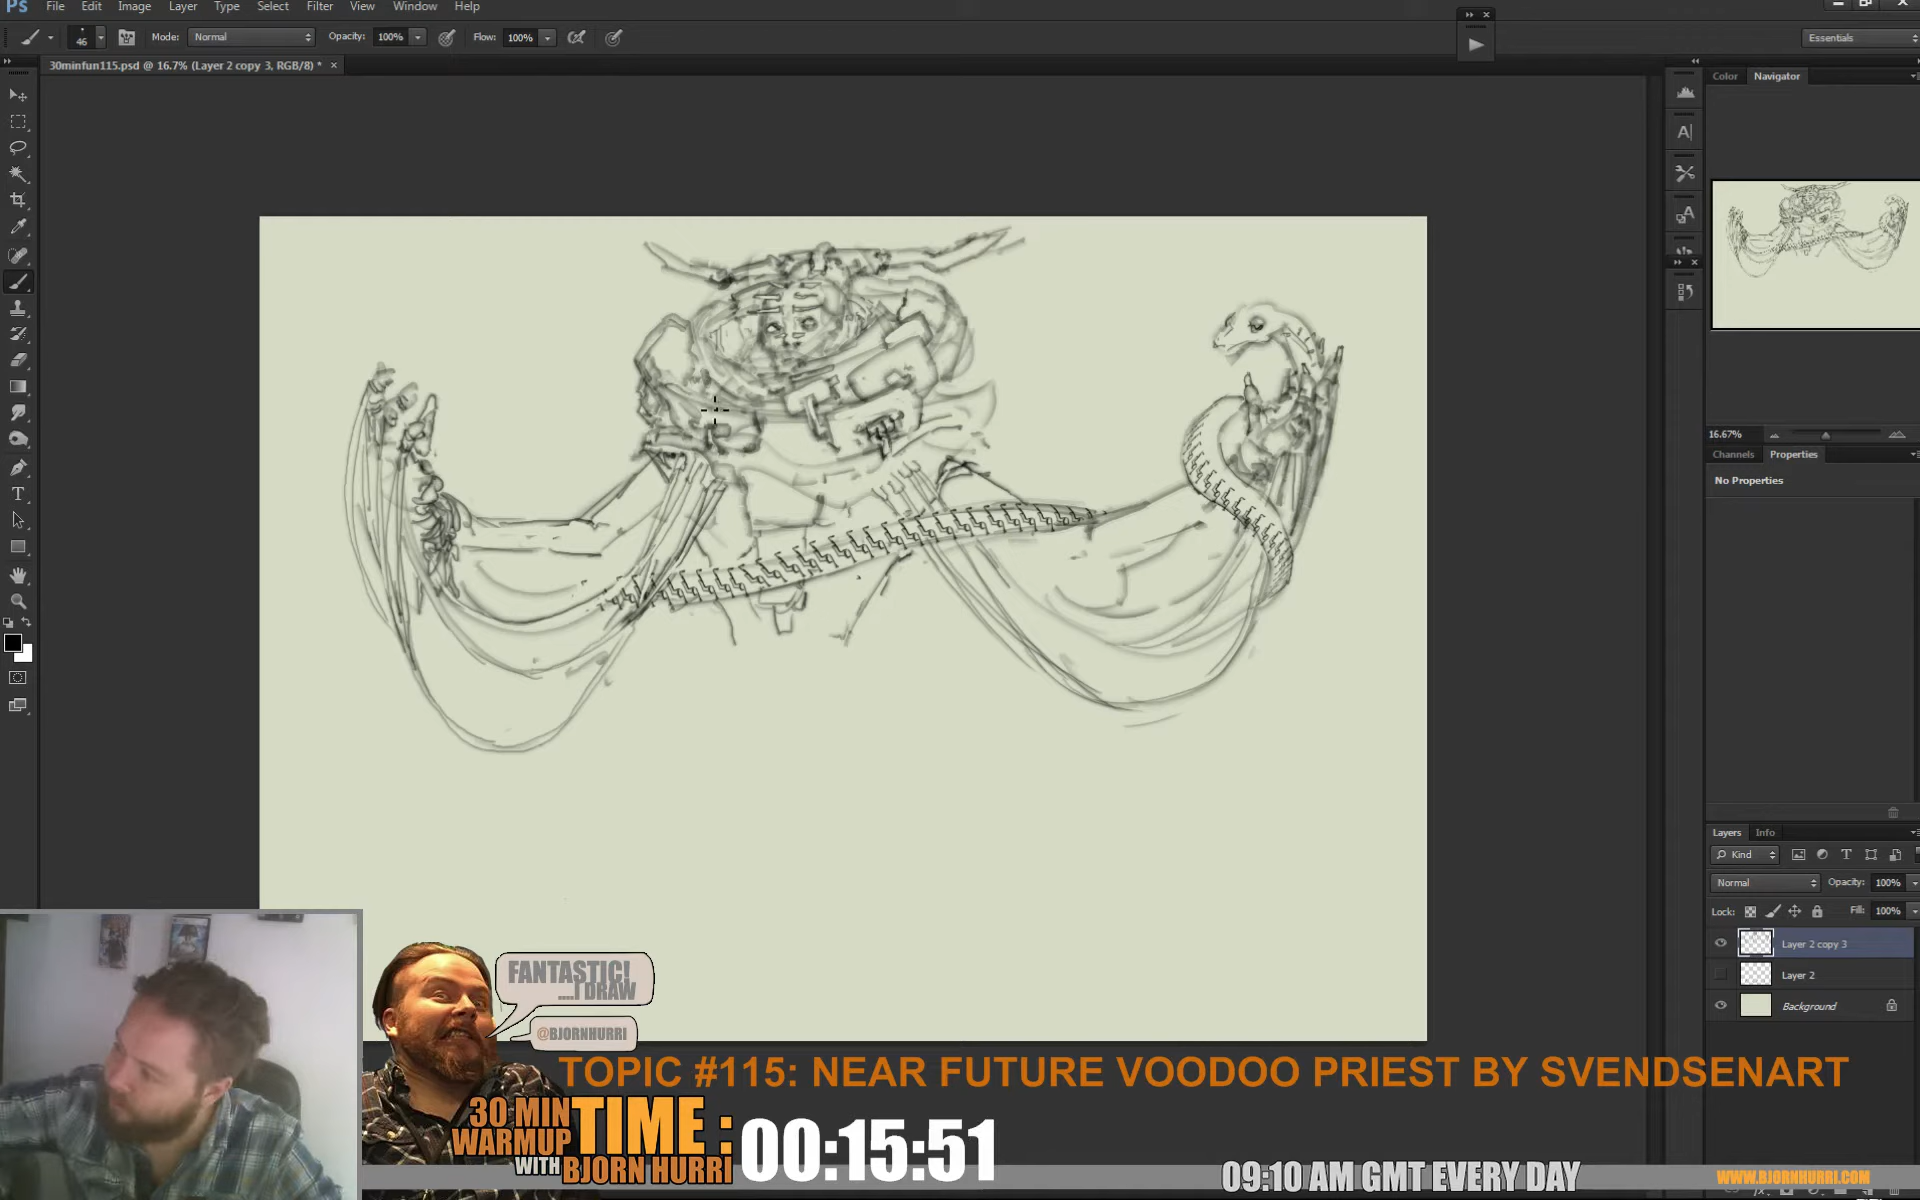 Ps File Edit Image Layer Type Select Filter View Window Help
46 Mode: Normal Opacity: 100% Flow: 100% Essentials
30minfun115.psd @ 16.7% (Layer 2 copy 3, RGB/8) *
Color Navigator
16.67%
Channels Properties
No Properties
Layers Info
Kind
Normal Opacity: 100%
Lock: Fill: 100%
Layer 2 copy 3
Layer 2
Background
FANTASTIC!
....I DRAW
@BJORNHURRI
TOPIC #115: NEAR FUTURE VOODOO PRIEST BY SVENDSENART
30 MIN
WARMUP
WITH BJORN HURRI
TIME : 00:15:51
09:10 AM GMT EVERY DAY
WWW.BJORNHURRI.COM